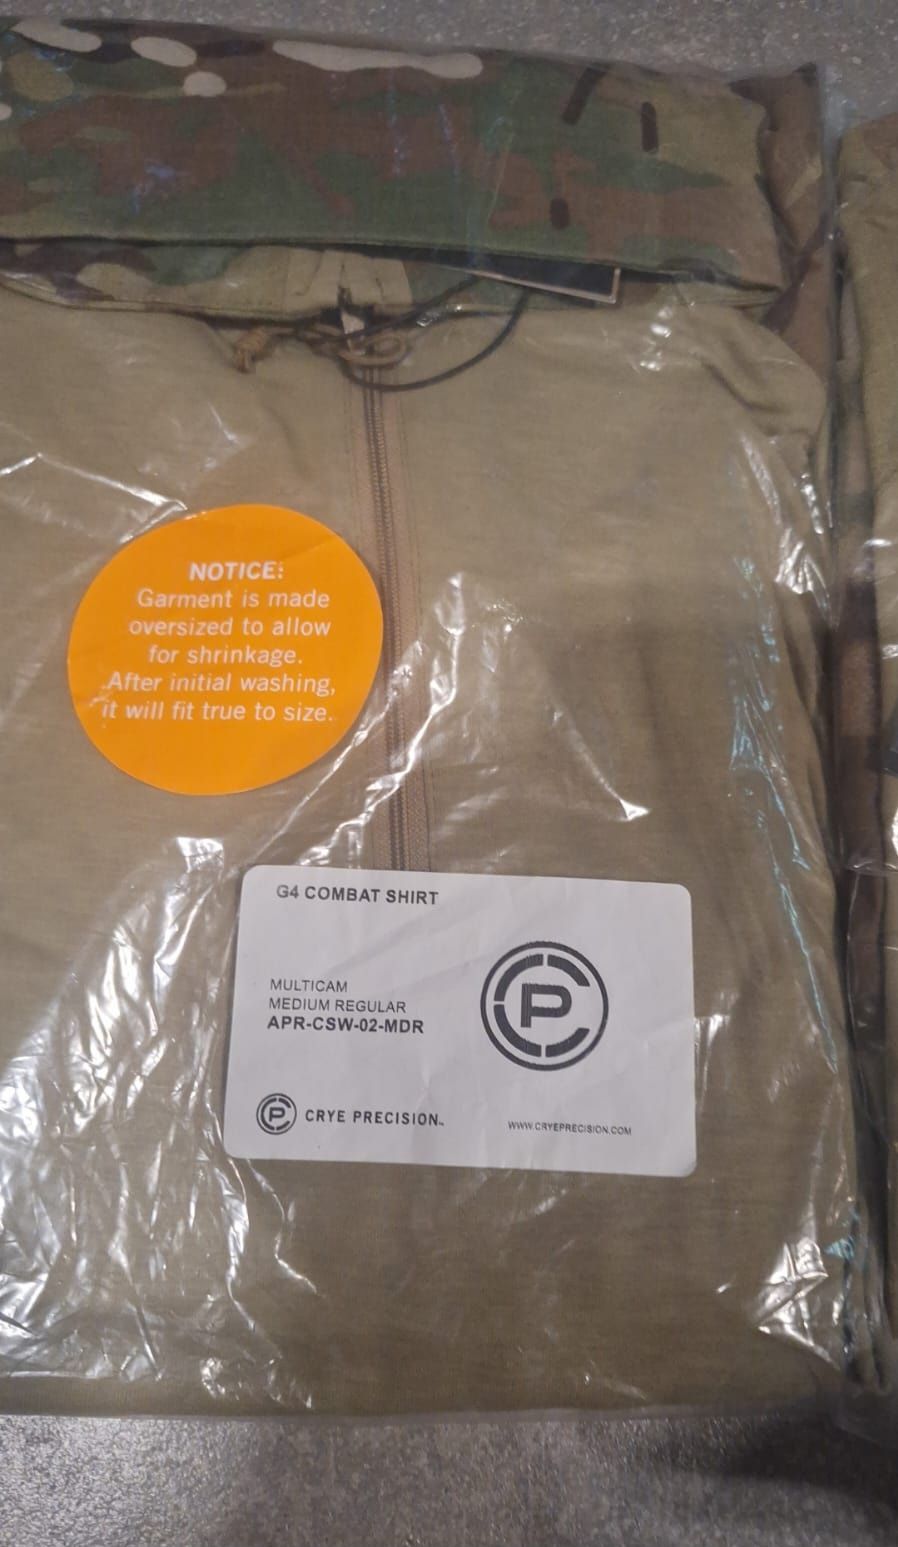 NOTICE:
Garment is made
oversized to allow
for shrinkage.
After initial washing,
it will fit true to size.
G4 COMBAT SHIRT
MULTICAM
MEDIUM REGULAR
APR-CSW-02-MDR
CP
CRYE PRECISION™
WWW.CRYEPRECISION.COM